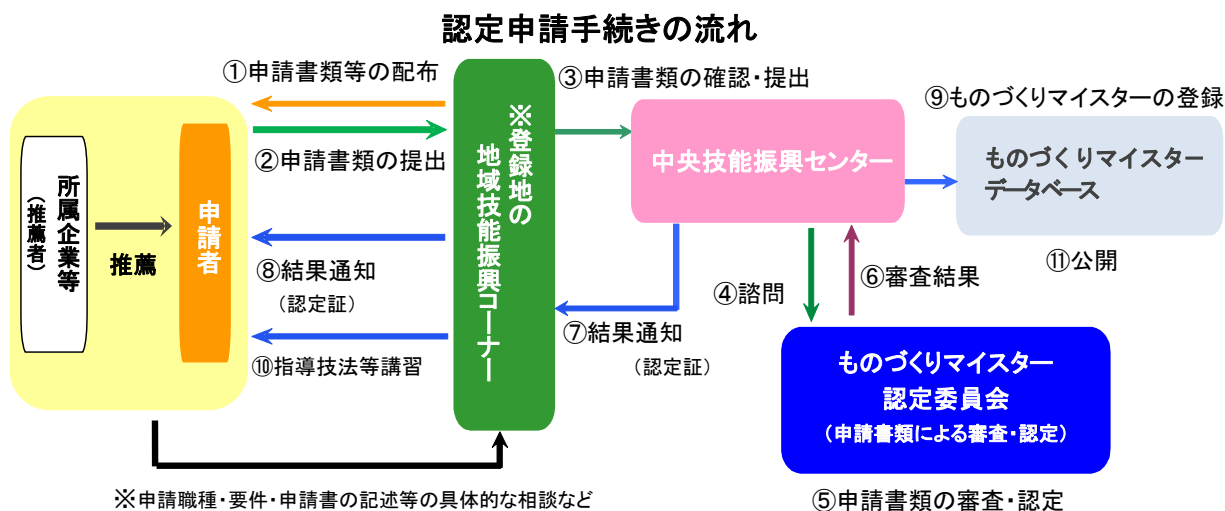 認定申請手続きの流れ
①申請書類等の配布
②申請書類の提出
所属企業等
（推薦者）
推薦
申請者
⑧結果通知
（認定証）
⑩指導技法等講習
※登録地の
地域技能振興コーナー
③申請書類の確認・提出
中央技能振興センター
⑨ものづくりマイスターの登録
ものづくりマイスター
データベース
⑪公開
④諮問
⑥審査結果
⑦結果通知
（認定証）
ものづくりマイスター
認定委員会
（申請書類による審査・認定）
⑤申請書類の審査・認定
※申請職種・要件・申請書の記述等の具体的な相談など